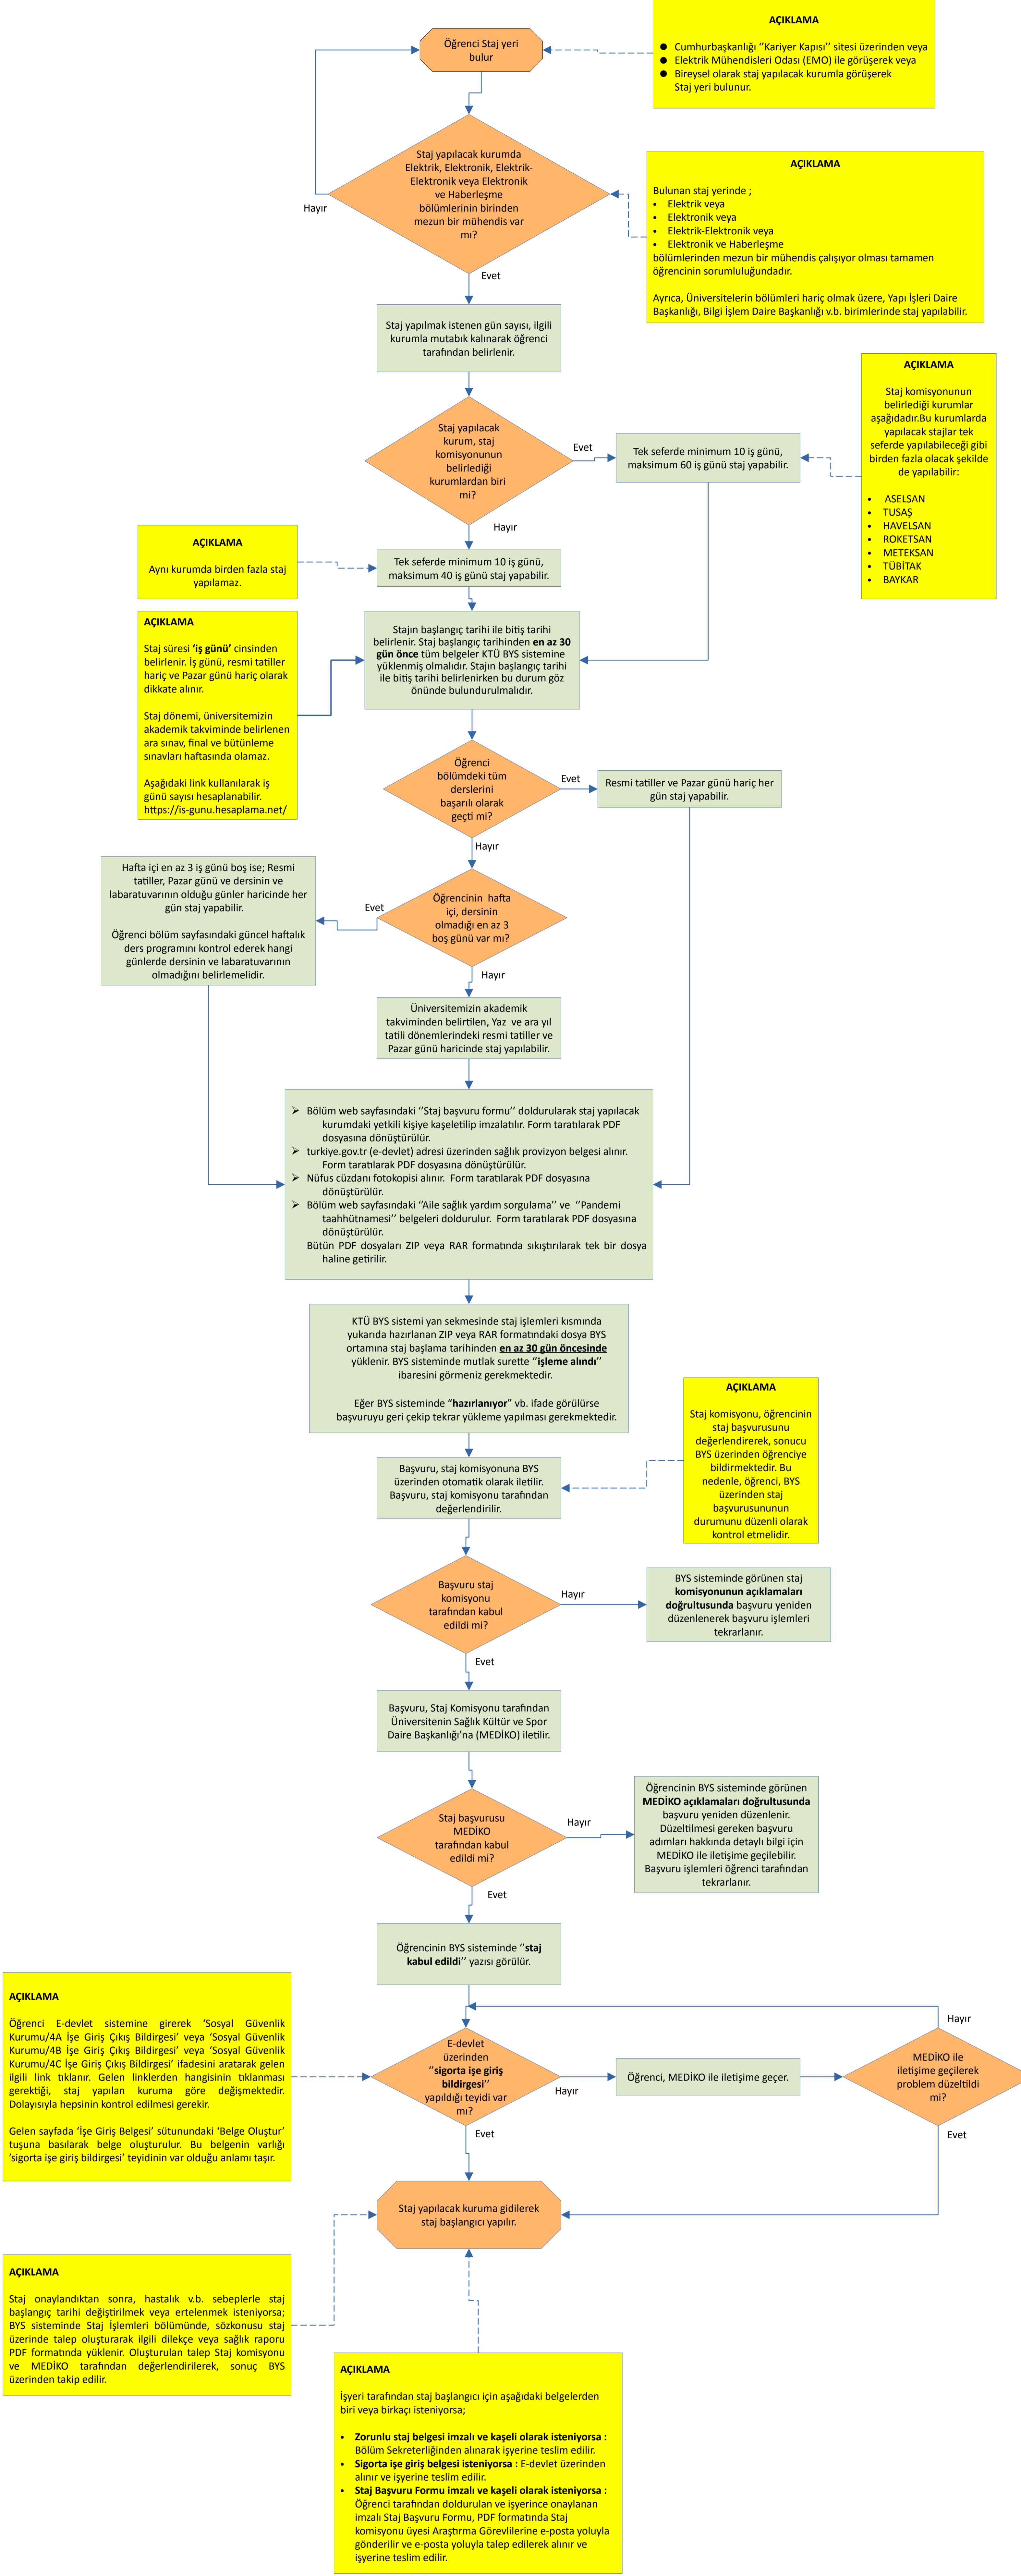 AÇIKLAMA
● Cumhurbaşkanlığı ‘’Kariyer Kapısı’’ sitesi üzerinden veya
● Elektrik Mühendisleri Odası (EMO) ile görüşerek veya
● Bireysel olarak staj yapılacak kurumla görüşerek
Staj yeri bulunur.
Öğrenci Staj yeri
bulur
Staj yapılacak kurumda
Elektrik, Elektronik, Elektrik-
Elektronik veya Elektronik
ve Haberleşme
bölümlerinin birinden
mezun bir mühendis var
mı?
Hayır
Evet
AÇIKLAMA
Bulunan staj yerinde ;
• Elektrik veya
• Elektronik veya
• Elektrik-Elektronik veya
• Elektronik ve Haberleşme
bölümlerinden mezun bir mühendis çalışıyor olması tamamen
öğrencinin sorumluluğundadır.
Ayrıca, Üniversitelerin bölümleri hariç olmak üzere, Yapı İşleri Daire
Başkanlığı, Bilgi İşlem Daire Başkanlığı v.b. birimlerinde staj yapılabilir.
Staj yapılmak istenen gün sayısı, ilgili
kurumla mutabık kalınarak öğrenci
tarafından belirlenir.
Staj yapılacak
kurum, staj
komisyonunun
belirlediği
kurumlardan biri
mi?
Evet
Hayır
Tek seferde minimum 10 iş günü,
maksimum 60 iş günü staj yapabilir.
AÇIKLAMA
Staj komisyonunun
belirlediği kurumlar
aşağıdadır.Bu kurumlarda
yapılacak stajlar tek
seferde yapılabileceği gibi
birden fazla olacak şekilde
de yapılabilir:
• ASELSAN
• TUSAŞ
• HAVELSAN
• ROKETSAN
• METEKSAN
• TÜBİTAK
• BAYKAR
AÇIKLAMA
Aynı kurumda birden fazla staj
yapılamaz.
Tek seferde minimum 10 iş günü,
maksimum 40 iş günü staj yapabilir.
AÇIKLAMA
Staj süresi ‘iş günü’ cinsinden
belirlenir. İş günü, resmi tatiller
hariç ve Pazar günü hariç olarak
dikkate alınır.
Staj dönemi, üniversitemizin
akademik takviminde belirlenen
ara sınav, final ve bütünleme
sınavları haftasında olamaz.
Aşağıdaki link kullanılarak iş
günü sayısı hesaplanabilir.
https://is-gunu.hesaplama.net/
Stajın başlangıç tarihi ile bitiş tarihi
belirlenir. Staj başlangıç tarihinden en az 30
gün önce tüm belgeler KTÜ BYS sistemine
yüklenmiş olmalıdır. Stajın başlangıç tarihi
ile bitiş tarihi belirlenirken bu durum göz
önünde bulundurulmalıdır.
Öğrenci
bölümdeki tüm
derslerini
başarılı olarak
geçti mi?
Evet
Hayır
Resmi tatiller ve Pazar günü hariç her
gün staj yapabilir.
Hafta içi en az 3 iş günü boş ise; Resmi
tatiller, Pazar günü ve dersinin ve
labaratuvarının olduğu günler haricinde her
gün staj yapabilir.
Öğrenci bölüm sayfasındaki güncel haftalık
ders programını kontrol ederek hangi
günlerde dersinin ve labaratuvarının
olmadığını belirlemelidir.
Evet
Öğrencinin hafta
içi, dersinin
olmadığı en az 3
boş günü var mı?
Hayır
Üniversitemizin akademik
takviminden belirtilen, Yaz ve ara yıl
tatili dönemlerindeki resmi tatiller ve
Pazar günü haricinde staj yapılabilir.
➢ Bölüm web sayfasındaki ‘’Staj başvuru formu’’ doldurularak staj yapılacak
kurumdaki yetkili kişiye kaşeletilip imzalatılır. Form taratılarak PDF
dosyasına dönüştürülür.
➢ turkiye.gov.tr (e-devlet) adresi üzerinden sağlık provizyon belgesi alınır.
Form taratılarak PDF dosyasına dönüştürülür.
➢ Nüfus cüzdanı fotokopisi alınır. Form taratılarak PDF dosyasına
dönüştürülür.
➢ Bölüm web sayfasındaki ‘’Aile sağlık yardım sorgulama’’ ve ‘’Pandemi
taahhütnamesi’’ belgeleri doldurulur. Form taratılarak PDF dosyasına
dönüştürülür.
Bütün PDF dosyaları ZIP veya RAR formatında sıkıştırılarak tek bir dosya
haline getirilir.
KTÜ BYS sistemi yan sekmesinde staj işlemleri kısmında
yukarıda hazırlanan ZIP veya RAR formatındaki dosya BYS
ortamına staj başlama tarihinden en az 30 gün öncesinde
yüklenir. BYS sisteminde mutlak surette ‘’işleme alındı’’
ibaresini görmeniz gerekmektedir.
Eğer BYS sisteminde “hazırlanıyor” vb. ifade görülürse
başvuruyu geri çekip tekrar yükleme yapılması gerekmektedir.
AÇIKLAMA
Staj komisyonu, öğrencinin
staj başvurusunu
değerlendirerek, sonucu
BYS üzerinden öğrenciye
bildirmektedir. Bu
nedenle, öğrenci, BYS
üzerinden staj
başvurusununun
durumunu düzenli olarak
kontrol etmelidir.
Başvuru, staj komisyonuna BYS
üzerinden otomatik olarak iletilir.
Başvuru, staj komisyonu tarafından
değerlendirilir.
Başvuru staj
komisyonu
tarafından kabul
edildi mi?
Hayır
Evet
BYS sisteminde görünen staj
komisyonunun açıklamaları
doğrultusunda başvuru yeniden
düzenlenerek başvuru işlemleri
tekrarlanır.
Başvuru, Staj Komisyonu tarafından
Üniversitenin Sağlık Kültür ve Spor
Daire Başkanlığı’na (MEDİKO) iletilir.
Staj başvurusu
MEDİKO
tarafından kabul
edildi mi?
Hayır
Evet
Öğrencinin BYS sisteminde görünen
MEDİKO açıklamaları doğrultusunda
başvuru yeniden düzenlenir.
Düzeltilmesi gereken başvuru
adımları hakkında detaylı bilgi için
MEDİKO ile iletişime geçilebilir.
Başvuru işlemleri öğrenci tarafından
tekrarlanır.
Öğrencinin BYS sisteminde ‘’staj
kabul edildi’’ yazısı görülür.
AÇIKLAMA
Öğrenci E-devlet sistemine girerek ‘Sosyal Güvenlik
Kurumu/4A İşe Giriş Çıkış Bildirgesi’ veya ‘Sosyal Güvenlik
Kurumu/4B İşe Giriş Çıkış Bildirgesi’ veya ‘Sosyal Güvenlik
Kurumu/4C İşe Giriş Çıkış Bildirgesi’ ifadesini aratarak gelen
ilgili link tıklanır. Gelen linklerden hangisinin tıklanması
gerektiği, staj yapılan kuruma göre değişmektedir.
Dolayısıyla hepsinin kontrol edilmesi gerekir.
Gelen sayfada ‘İşe Giriş Belgesi’ sütunundaki ‘Belge Oluştur’
tuşuna basılarak belge oluşturulur. Bu belgenin varlığı
‘sigorta işe giriş bildirgesi’ teyidinin var olduğu anlamı taşır.
E-devlet
üzerinden
‘’sigorta işe giriş
bildirgesi’’
yapıldığı teyidi var
mı?
Hayır
Evet
Öğrenci, MEDİKO ile iletişime geçer.
Hayır
MEDİKO ile
iletişime geçilerek
problem düzeltildi
mi?
Evet
Staj yapılacak kuruma gidilerek
staj başlangıcı yapılır.
AÇIKLAMA
Staj onaylandıktan sonra, hastalık v.b. sebeplerle staj
başlangıç tarihi değiştirilmek veya ertelenmek isteniyorsa;
BYS sisteminde Staj İşlemleri bölümünde, sözkonusu staj
üzerinde talep oluşturarak ilgili dilekçe veya sağlık raporu
PDF formatında yüklenir. Oluşturulan talep Staj komisyonu
ve MEDİKO tarafından değerlendirilerek, sonuç BYS
üzerinden takip edilir.
AÇIKLAMA
İşyeri tarafından staj başlangıcı için aşağıdaki belgelerden
biri veya birkaçı isteniyorsa;
• Zorunlu staj belgesi imzalı ve kaşeli olarak isteniyorsa :
Bölüm Sekreterliğinden alınarak işyerine teslim edilir.
• Sigorta işe giriş belgesi isteniyorsa : E-devlet üzerinden
alınır ve işyerine teslim edilir.
• Staj Başvuru Formu imzalı ve kaşeli olarak isteniyorsa :
Öğrenci tarafından doldurulan ve işyerince onaylanan
imzalı Staj Başvuru Formu, PDF formatında Staj
komisyonu üyesi Araştırma Görevlilerine e-posta yoluyla
gönderilir ve e-posta yoluyla talep edilerek alınır ve
işyerine teslim edilir.